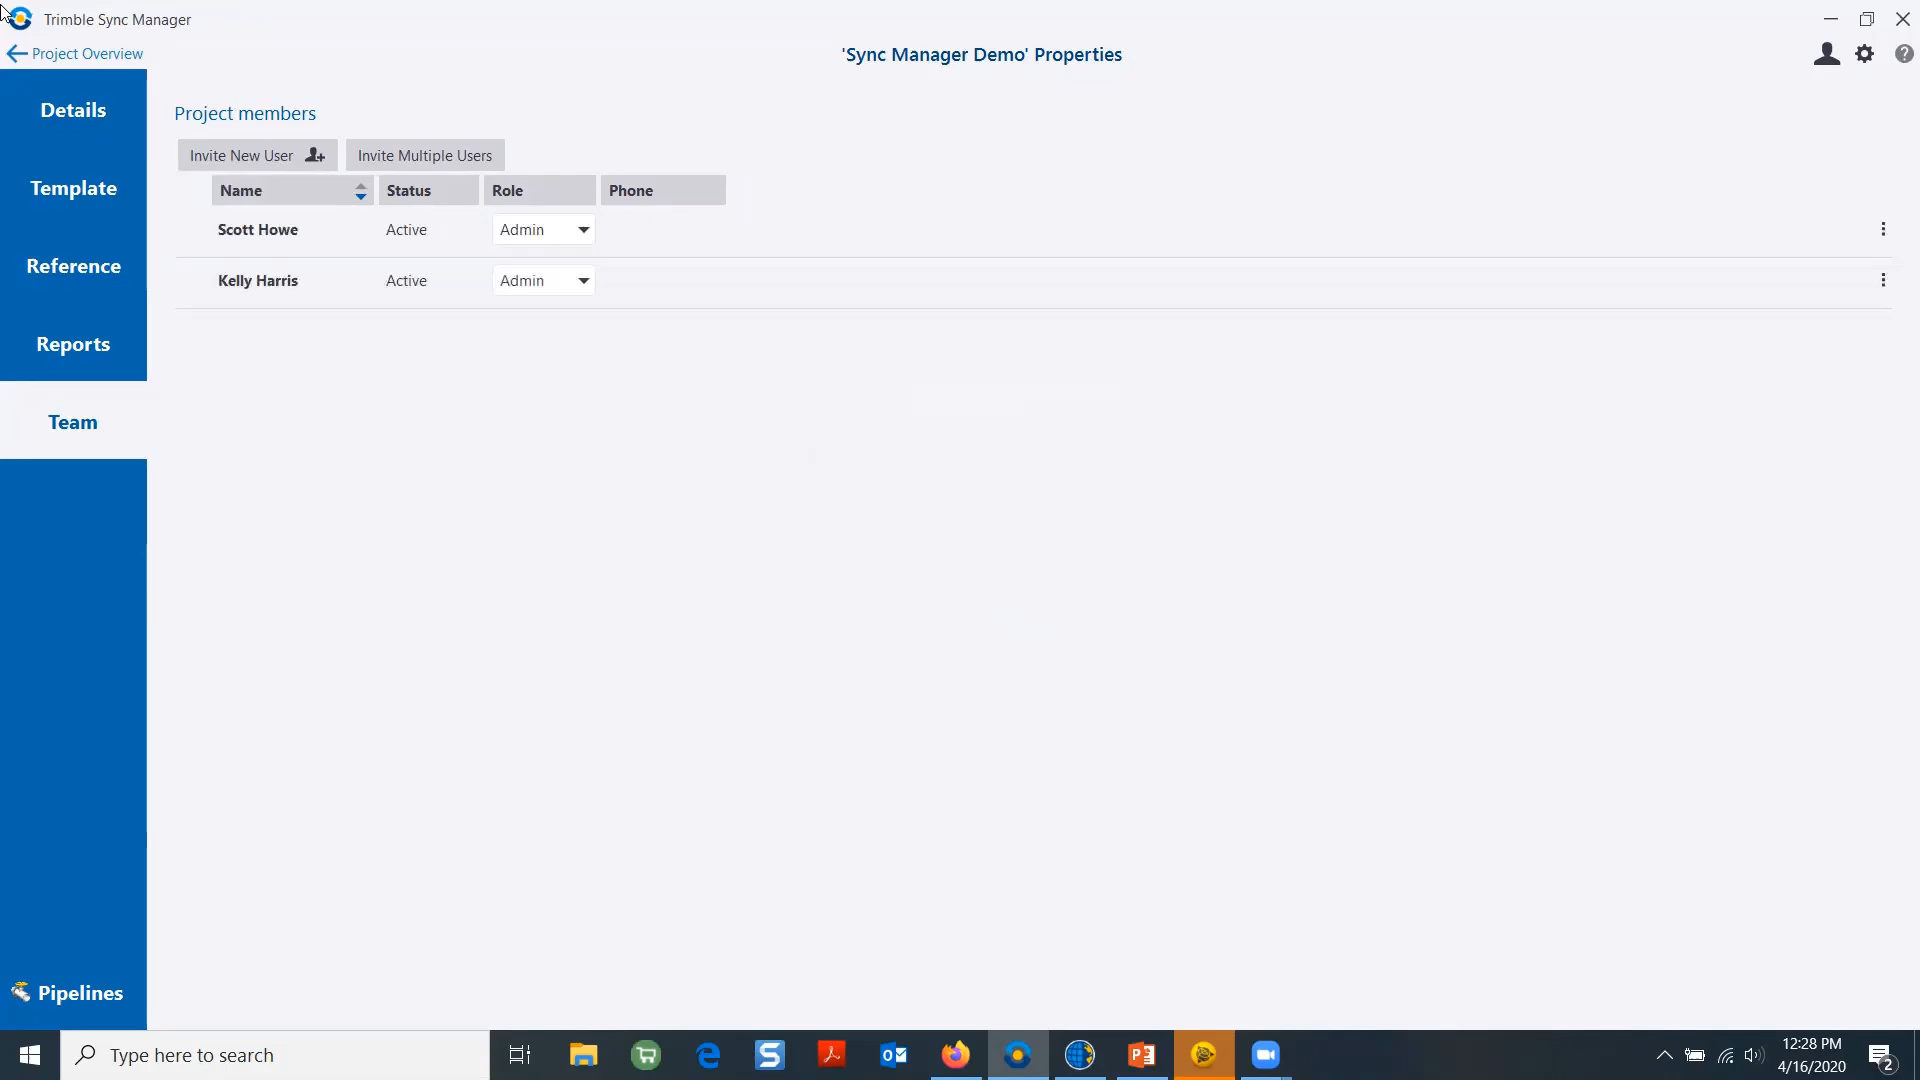 Trimble Sync Manager
Project Overview
'Sync Manager Demo' Properties
?
Details
Template
Reference
Reports
Team
Pipelines
Project members
Invite New User
Invite Multiple Users
Name Status Role Phone
Scott Howe Active Admin
Kelly Harris Active Admin
Type here to search
12:28 PM
4/16/2020
2